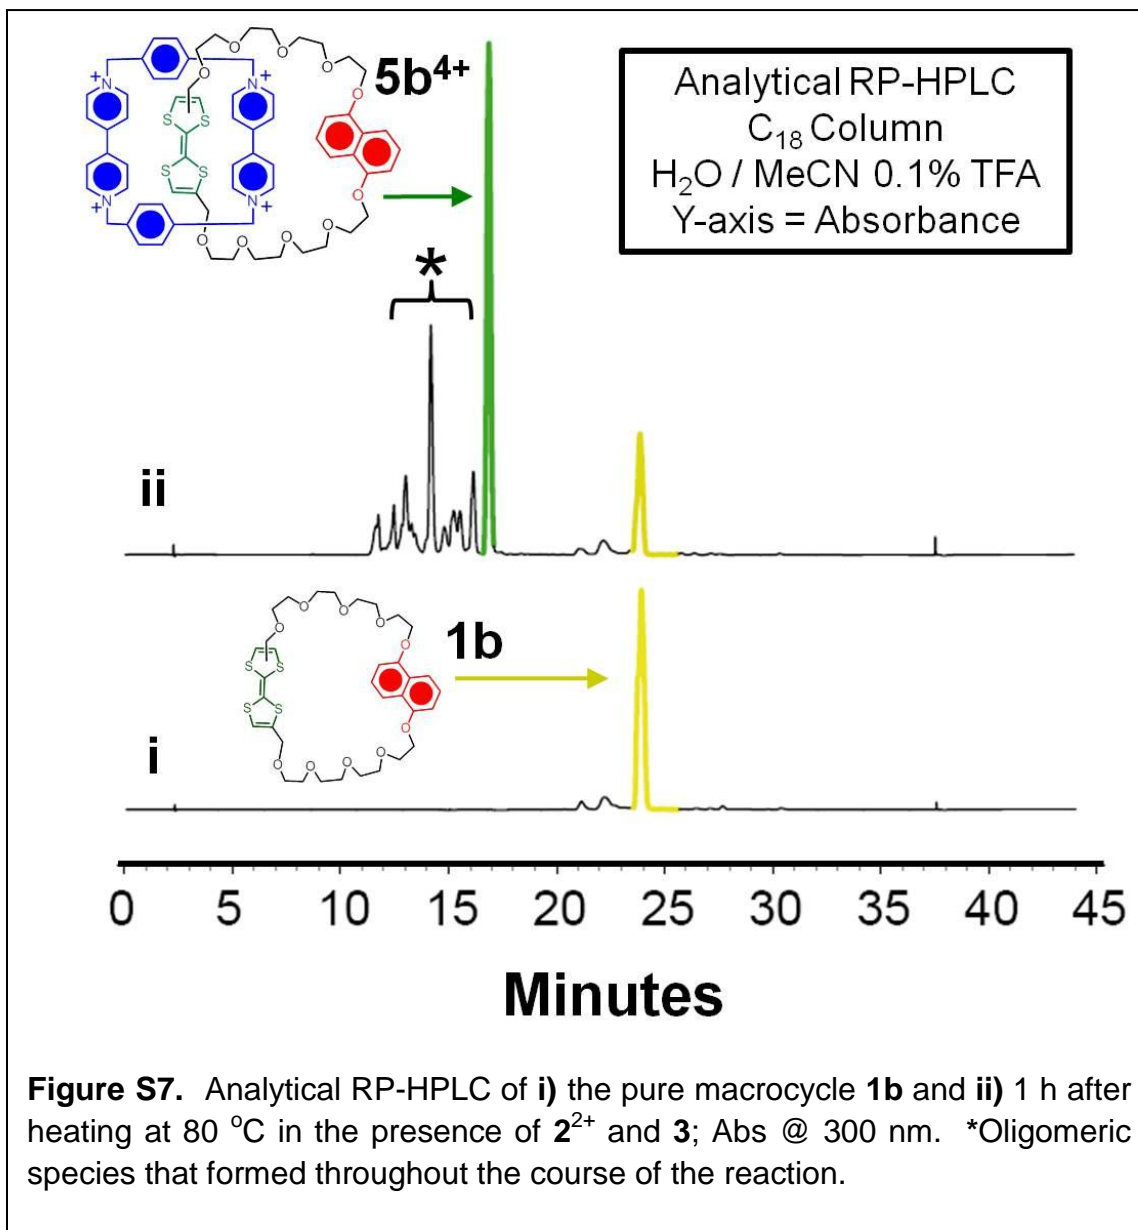 5b⁴⁺
Analytical RP-HPLC
C₁₈ Column
H₂O / MeCN 0.1% TFA
Y-axis = Absorbance
*
ii
1b
i
0 5 10 15 20 25 30 35 40 45
Minutes
Figure S7. Analytical RP-HPLC of i) the pure macrocycle 1b and ii) 1 h after
heating at 80 °C in the presence of 2²⁺ and 3; Abs @ 300 nm. *Oligomeric
species that formed throughout the course of the reaction.